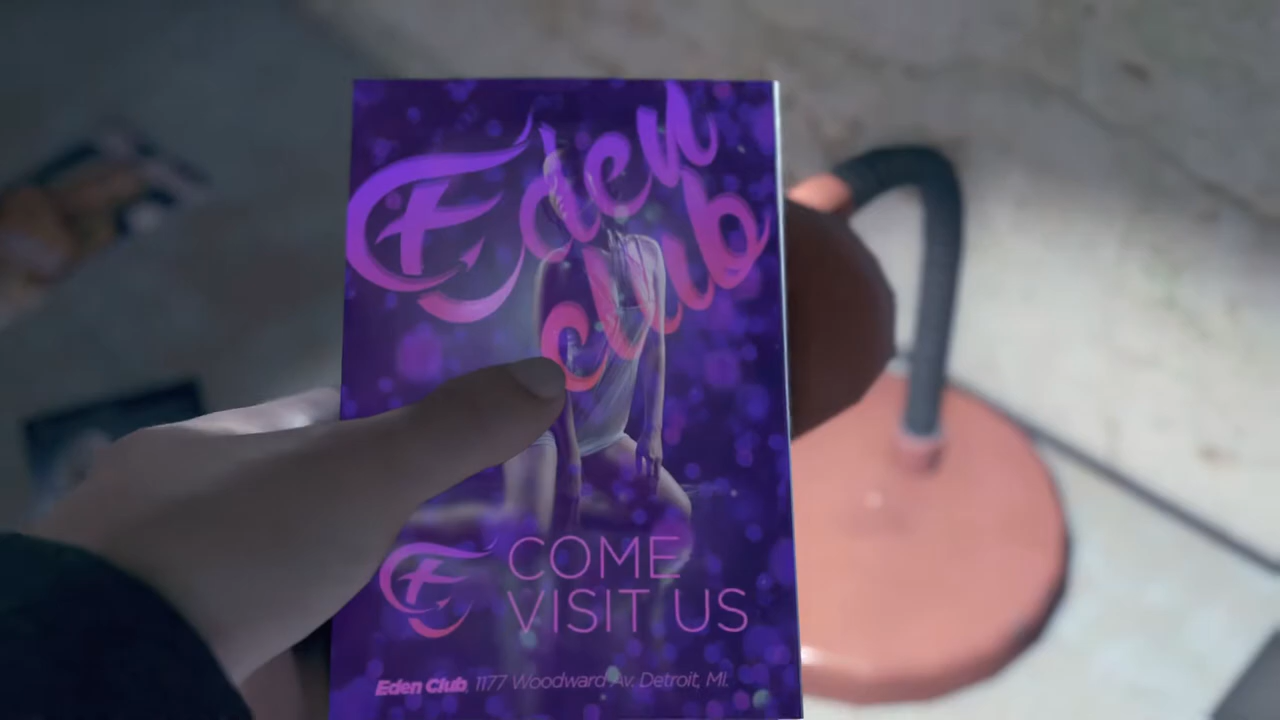 Eden
club
COME
VISIT US
Eden Club, 1177 Woodward Av. Detroit, MI.